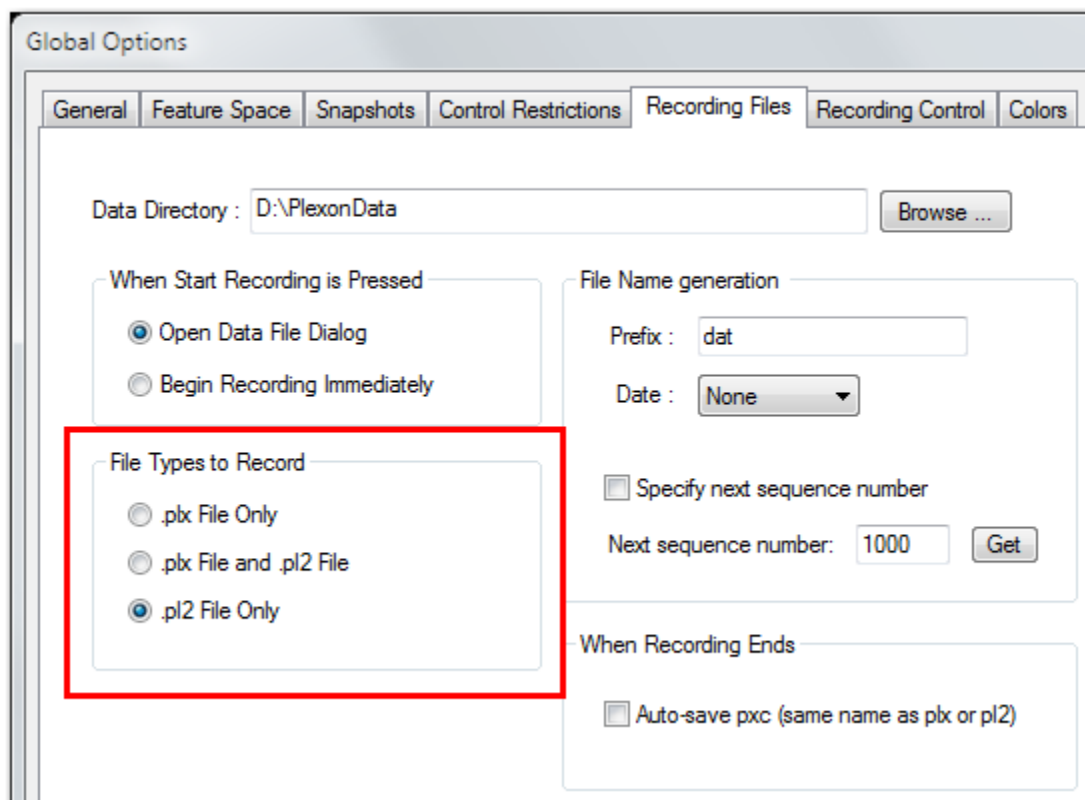 Global Options
General Feature Space Snapshots Control Restrictions Recording Files Recording Control Colors
Data Directory : D:\PlexonData Browse ...
When Start Recording is Pressed
Open Data File Dialog
Begin Recording Immediately
File Types to Record
.plx File Only
.plx File and .pl2 File
.pl2 File Only
File Name generation
Prefix : dat
Date : None
Specify next sequence number
Next sequence number: 1000 Get
When Recording Ends
Auto-save pxc (same name as plx or pl2)